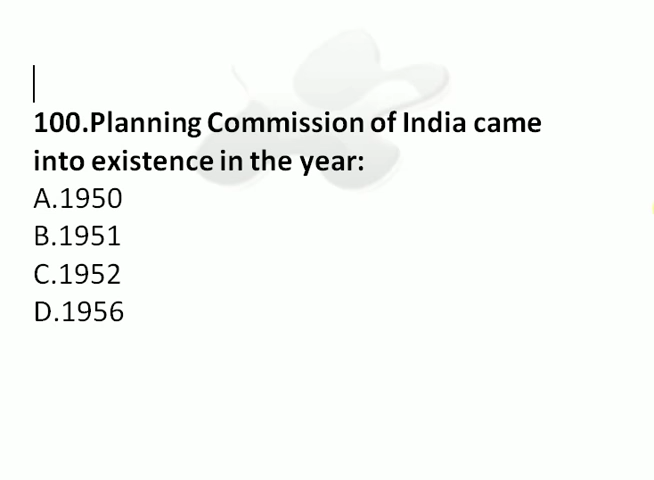 100.Planning Commission of India came
into existence in the year:
A.1950
B.1951
C.1952
D.1956